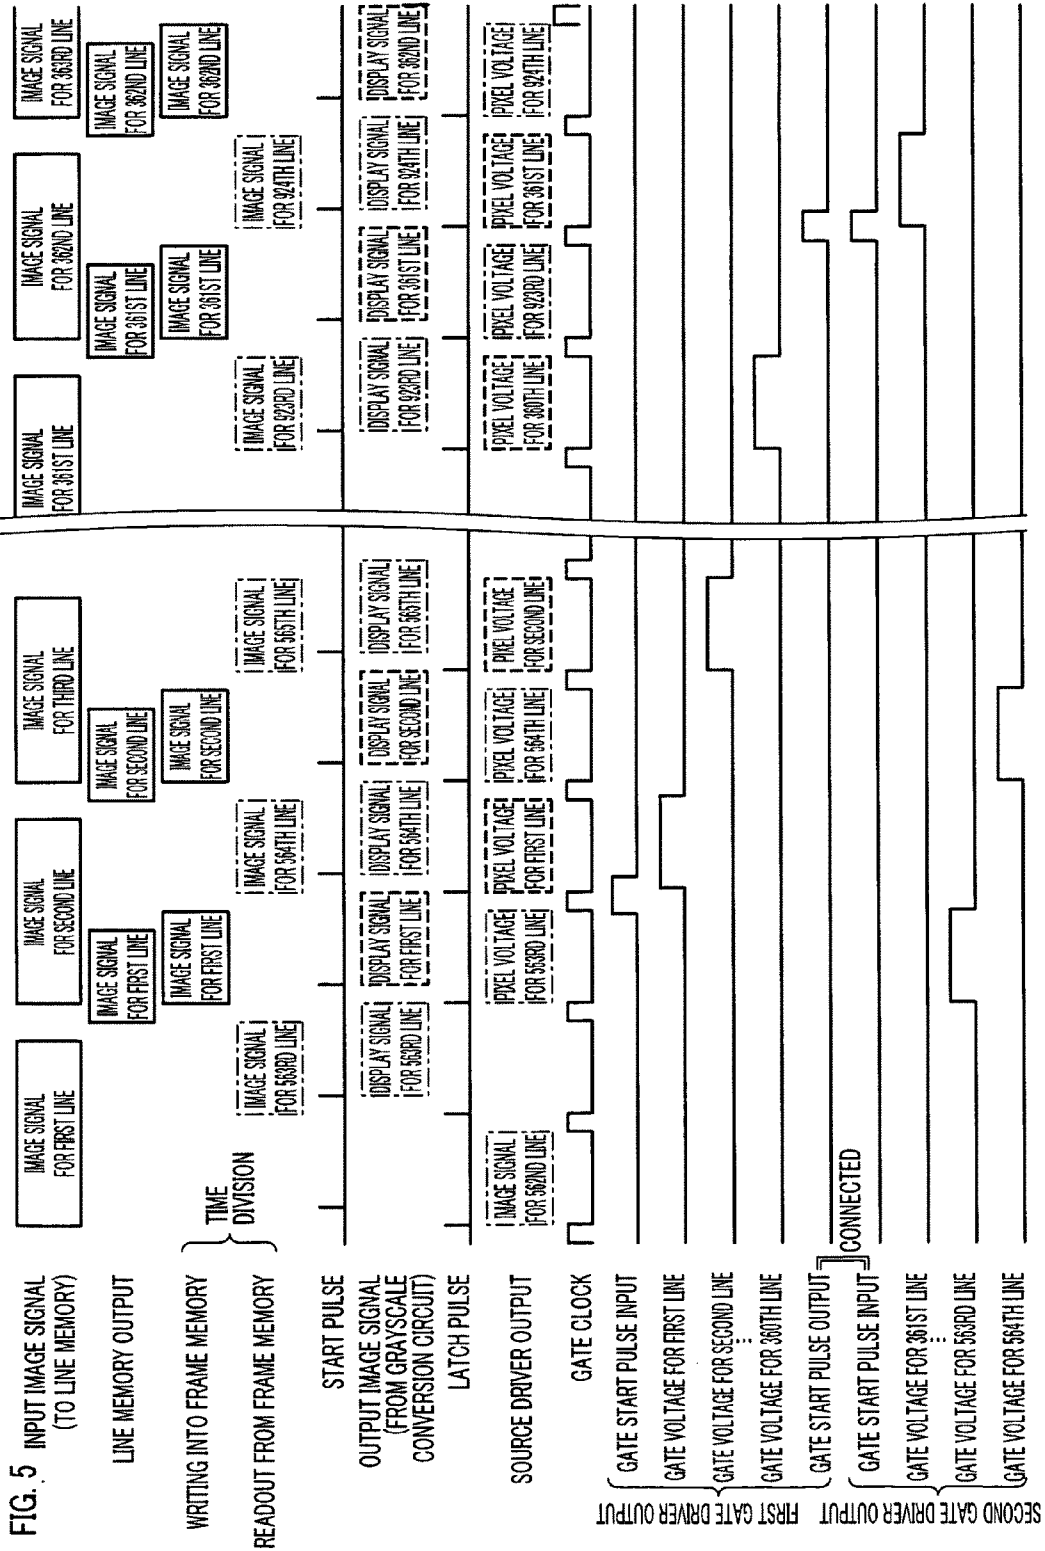 FIG. 5
INPUT IMAGE SIGNAL
(TO LINE MEMORY)
IMAGE SIGNAL
FOR FIRST LINE
IMAGE SIGNAL
FOR SECOND LINE
IMAGE SIGNAL
FOR THIRD LINE
IMAGE SIGNAL
FOR 361ST LINE
IMAGE SIGNAL
FOR 362ND LINE
IMAGE SIGNAL
FOR 363RD LINE
LINE MEMORY OUTPUT
IMAGE SIGNAL
FOR FIRST LINE
IMAGE SIGNAL
FOR SECOND LINE
IMAGE SIGNAL
FOR 361ST LINE
IMAGE SIGNAL
FOR 362ND LINE
WRITING INTO FRAME MEMORY
IMAGE SIGNAL
FOR FIRST LINE
IMAGE SIGNAL
FOR SECOND LINE
IMAGE SIGNAL
FOR 361ST LINE
IMAGE SIGNAL
FOR 362ND LINE
TIME
DIVISION
READOUT FROM FRAME MEMORY
IMAGE SIGNAL
FOR 563RD LINE
IMAGE SIGNAL
FOR 564TH LINE
IMAGE SIGNAL
FOR 565TH LINE
IMAGE SIGNAL
FOR 923RD LINE
IMAGE SIGNAL
FOR 924TH LINE
START PULSE
OUTPUT IMAGE SIGNAL
(FROM GRAYSCALE
CONVERSION CIRCUIT)
DISPLAY SIGNAL
FOR 563RD LINE
DISPLAY SIGNAL
FOR FIRST LINE
DISPLAY SIGNAL
FOR 564TH LINE
DISPLAY SIGNAL
FOR SECOND LINE
DISPLAY SIGNAL
FOR 565TH LINE
DISPLAY SIGNAL
FOR 923RD LINE
DISPLAY SIGNAL
FOR 361ST LINE
DISPLAY SIGNAL
FOR 924TH LINE
DISPLAY SIGNAL
FOR 362ND LINE
LATCH PULSE
SOURCE DRIVER OUTPUT
IMAGE SIGNAL
FOR 562ND LINE
PIXEL VOLTAGE
FOR 563RD LINE
PIXEL VOLTAGE
FOR FIRST LINE
PIXEL VOLTAGE
FOR 564TH LINE
PIXEL VOLTAGE
FOR SECOND LINE
PIXEL VOLTAGE
FOR 360TH LINE
PIXEL VOLTAGE
FOR 923RD LINE
PIXEL VOLTAGE
FOR 361ST LINE
PIXEL VOLTAGE
FOR 924TH LINE
GATE CLOCK
FIRST GATE DRIVER OUTPUT
GATE START PULSE INPUT
GATE VOLTAGE FOR FIRST LINE
GATE VOLTAGE FOR SECOND LINE
GATE VOLTAGE FOR 360TH LINE
GATE START PULSE OUTPUT
CONNECTED
SECOND GATE DRIVER OUTPUT
GATE START PULSE INPUT
GATE VOLTAGE FOR 361ST LINE
GATE VOLTAGE FOR 563RD LINE
GATE VOLTAGE FOR 564TH LINE